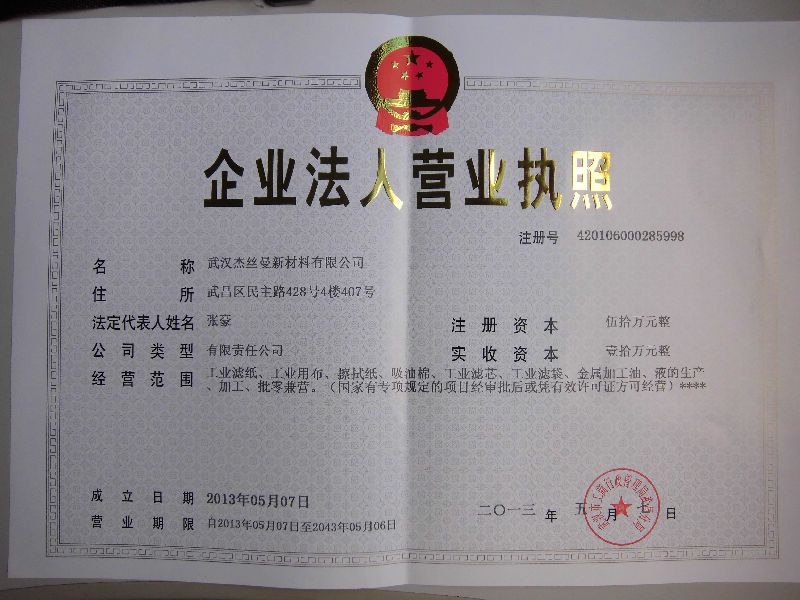 企业法人营业执照
注册号 420106000285998
名称 武汉杰丝曼新材料有限公司
住所 武昌区民主路428号4楼407号
法定代表人姓名 张豪 注册资本 伍拾万元整
公司类型 有限责任公司 实收资本 壹拾万元整
经营范围 工业滤纸、工业用布、擦拭纸、吸油棉、工业滤芯、工业滤袋、金属加工油、液的生产
、加工、批零兼营。（国家有专项规定的项目经审批后或凭有效许可证方可经营）****
成立日期 2013年05月07日
营业期限 自2013年05月07日至2043年05月06日
二〇一三年 五月 七日